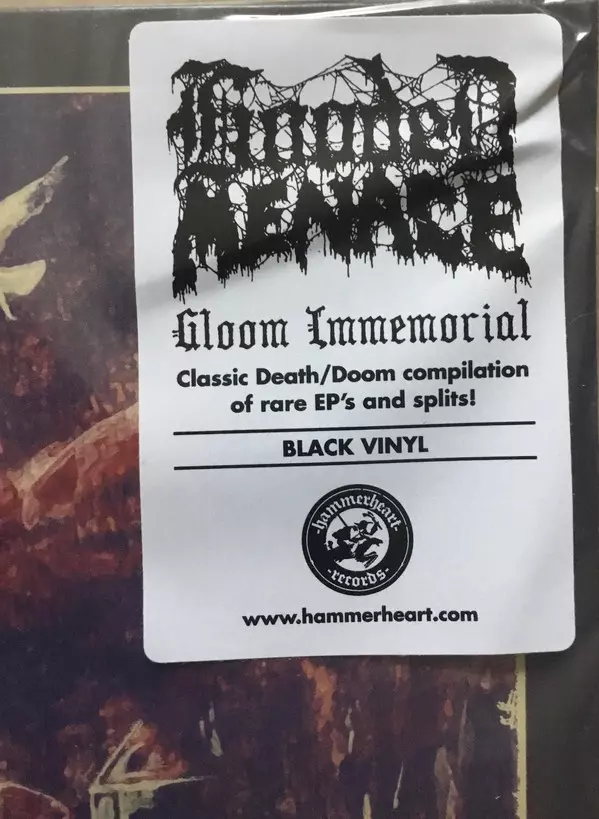 Hooded
MENACE
Gloom Immemorial
Classic Death/Doom compilation
of rare EP's and splits!
BLACK VINYL
-hammerheart-
-records-
www.hammerheart.com